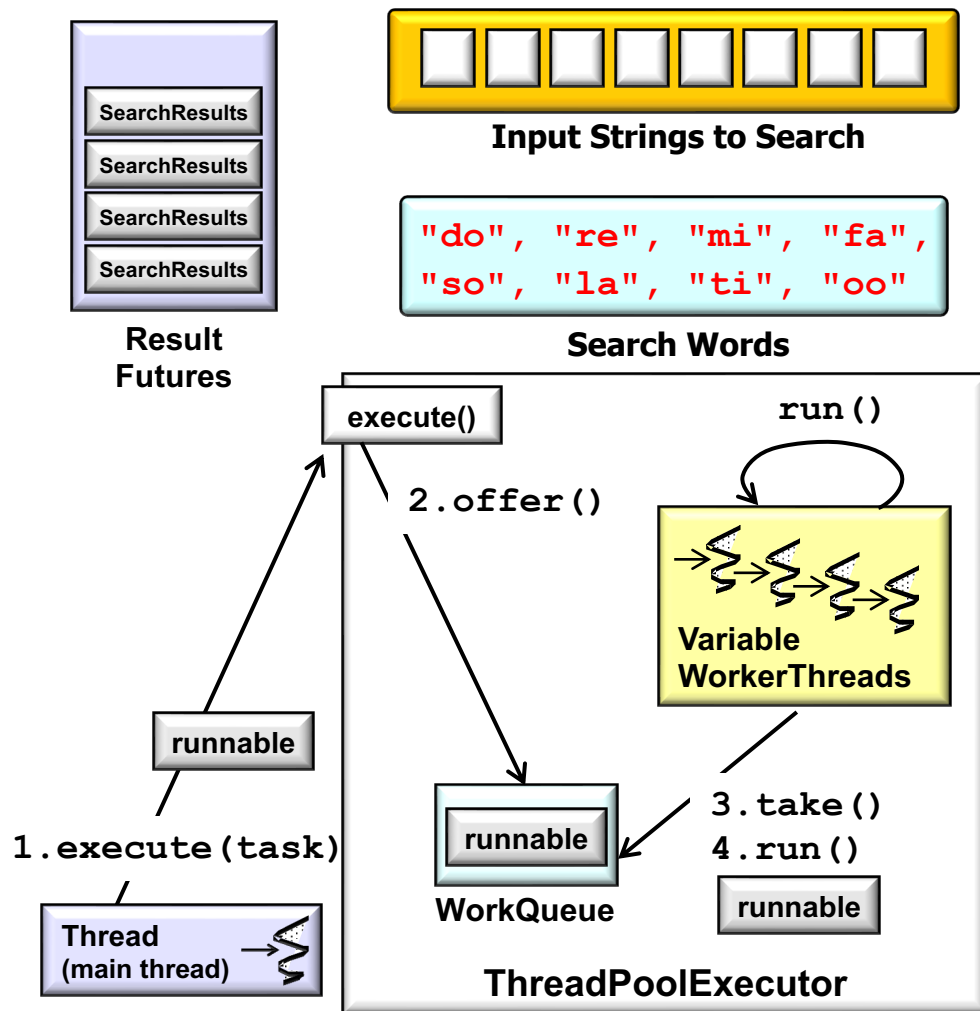 SearchResults
SearchResults
SearchResults
SearchResults
Result
Futures
Input Strings to Search
"do", "re", "mi", "fa",
"so", "la", "ti", "oo"
Search Words
execute()
run()
2.offer()
Variable
WorkerThreads
runnable
1.execute(task)
3.take()
4.run()
runnable
WorkQueue
runnable
Thread
(main thread)
ThreadPoolExecutor